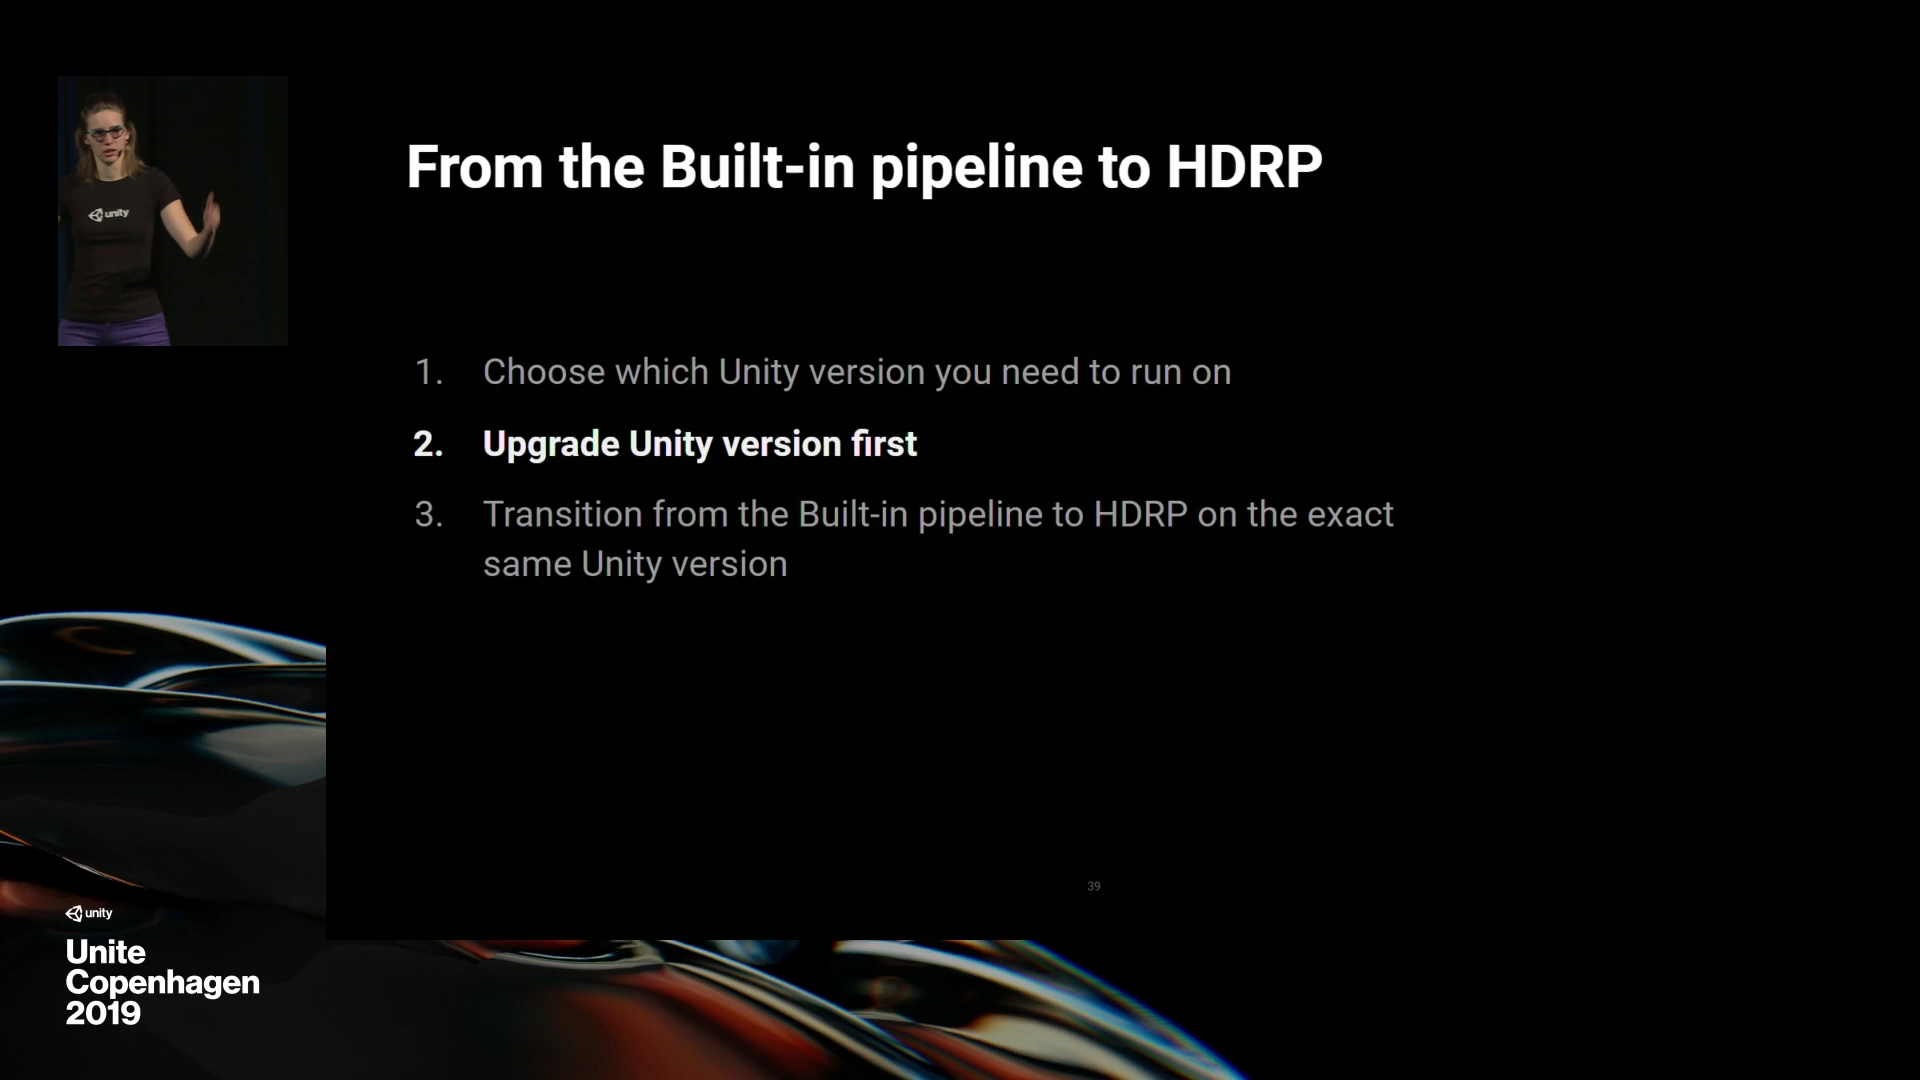 From the Built-in pipeline to HDRP
unity
1. Choose which Unity version you need to run on
2. Upgrade Unity version first
3. Transition from the Built-in pipeline to HDRP on the exact
same Unity version
39
unity
Unite
Copenhagen
2019